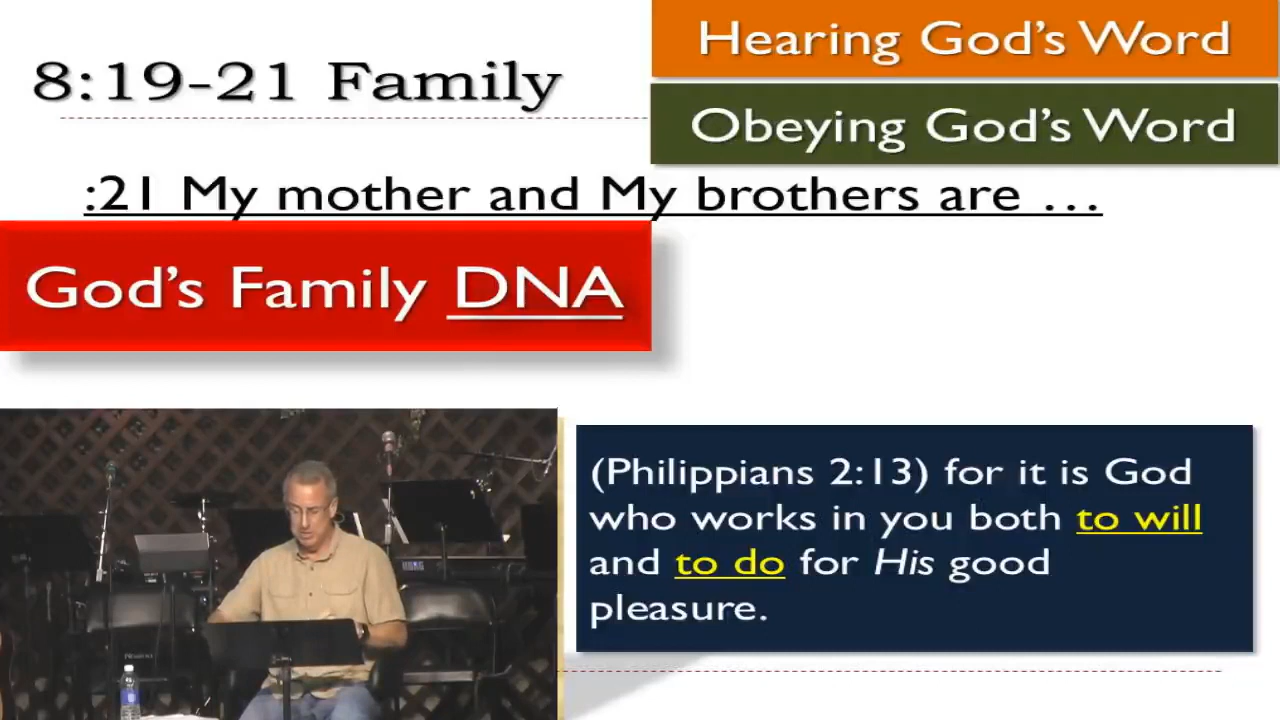 8:19-21 Family
Hearing God's Word
Obeying God's Word
:21 My mother and My brothers are …
God's Family DNA
(Philippians 2:13) for it is God
who works in you both to will
and to do for His good
pleasure.
KORG